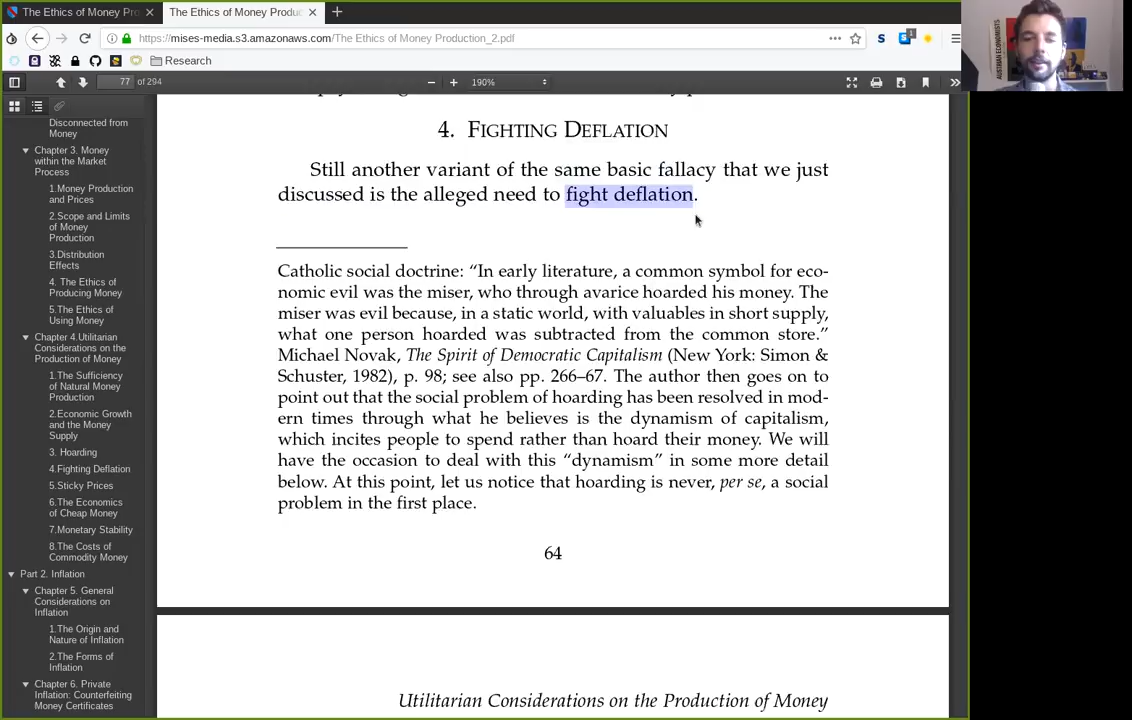 The Ethics of Money Pro
The Ethics of Money Produc
https://mises-media.s3.amazonaws.com/The Ethics of Money Production_2.pdf
S
1
Research
77 of 294
190%
AUSTRIAN ECONOMISTS
Disconnected from
Money
Chapter 3. Money
within the Market
Process
1.Money Production
and Prices
2.Scope and Limits
of Money
Production
3.Distribution
Effects
4. The Ethics of
Producing Money
5.The Ethics of
Using Money
Chapter 4.Utilitarian
Considerations on the
Production of Money
1.The Sufficiency
of Natural Money
Production
2.Economic Growth
and the Money
Supply
3. Hoarding
4.Fighting Deflation
5.Sticky Prices
6.The Economics
of Cheap Money
7.Monetary Stability
8.The Costs of
Commodity Money
Part 2. Inflation
Chapter 5. General
Considerations on
Inflation
1.The Origin and
Nature of Inflation
2.The Forms of
Inflation
Chapter 6. Private
Inflation: Counterfeiting
Money Certificates
4. FIGHTING DEFLATION
Still another variant of the same basic fallacy that we just
discussed is the alleged need to fight deflation.
Catholic social doctrine: “In early literature, a common symbol for eco-
nomic evil was the miser, who through avarice hoarded his money. The
miser was evil because, in a static world, with valuables in short supply,
what one person hoarded was subtracted from the common store.”
Michael Novak, The Spirit of Democratic Capitalism (New York: Simon &
Schuster, 1982), p. 98; see also pp. 266–67. The author then goes on to
point out that the social problem of hoarding has been resolved in mod-
ern times through what he believes is the dynamism of capitalism,
which incites people to spend rather than hoard their money. We will
have the occasion to deal with this “dynamism” in some more detail
below. At this point, let us notice that hoarding is never, per se, a social
problem in the first place.
64
Utilitarian Considerations on the Production of Money